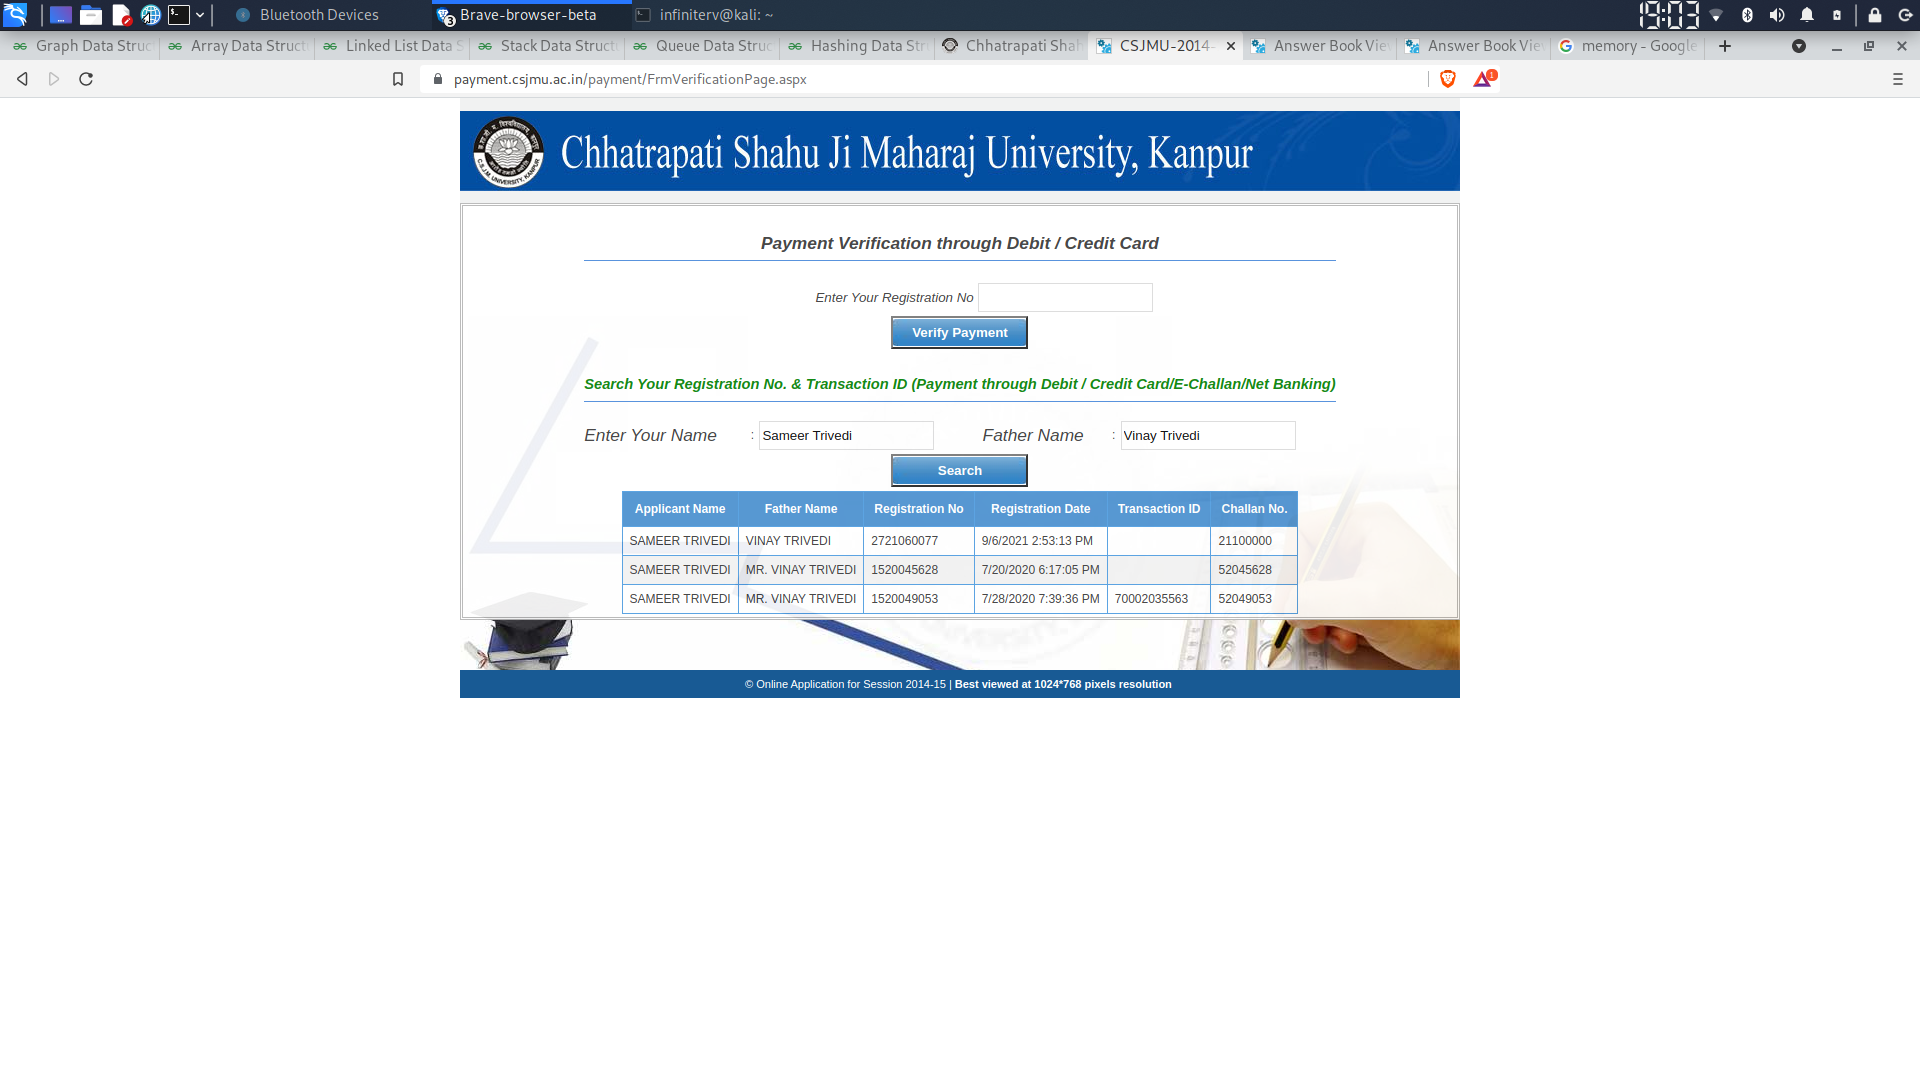 Bluetooth Devices
3 Brave-browser-beta
infiniterv@kali: ~
19:03
Graph Data Struc
Array Data Struct
Linked List Data S
Stack Data Struct
Queue Data Struc
Hashing Data Str
Chhatrapati Shah
CSJMU-2014-
Answer Book Vie
Answer Book Vie
memory - Google
payment.csjmu.ac.in/payment/FrmVerificationPage.aspx
1
C.S.J.M. UNIVERSITY, KANPUR
Chhatrapati Shahu Ji Maharaj University, Kanpur
Payment Verification through Debit / Credit Card
Enter Your Registration No
Verify Payment
Search Your Registration No. & Transaction ID (Payment through Debit / Credit Card/E-Challan/Net Banking)
Enter Your Name : Sameer Trivedi Father Name : Vinay Trivedi
Search
Applicant Name Father Name Registration No Registration Date Transaction ID Challan No.
SAMEER TRIVEDI VINAY TRIVEDI 2721060077 9/6/2021 2:53:13 PM 21100000
SAMEER TRIVEDI MR. VINAY TRIVEDI 1520045628 7/20/2020 6:17:05 PM 52045628
SAMEER TRIVEDI MR. VINAY TRIVEDI 1520049053 7/28/2020 7:39:36 PM 70002035563 52049053
© Online Application for Session 2014-15 | Best viewed at 1024*768 pixels resolution